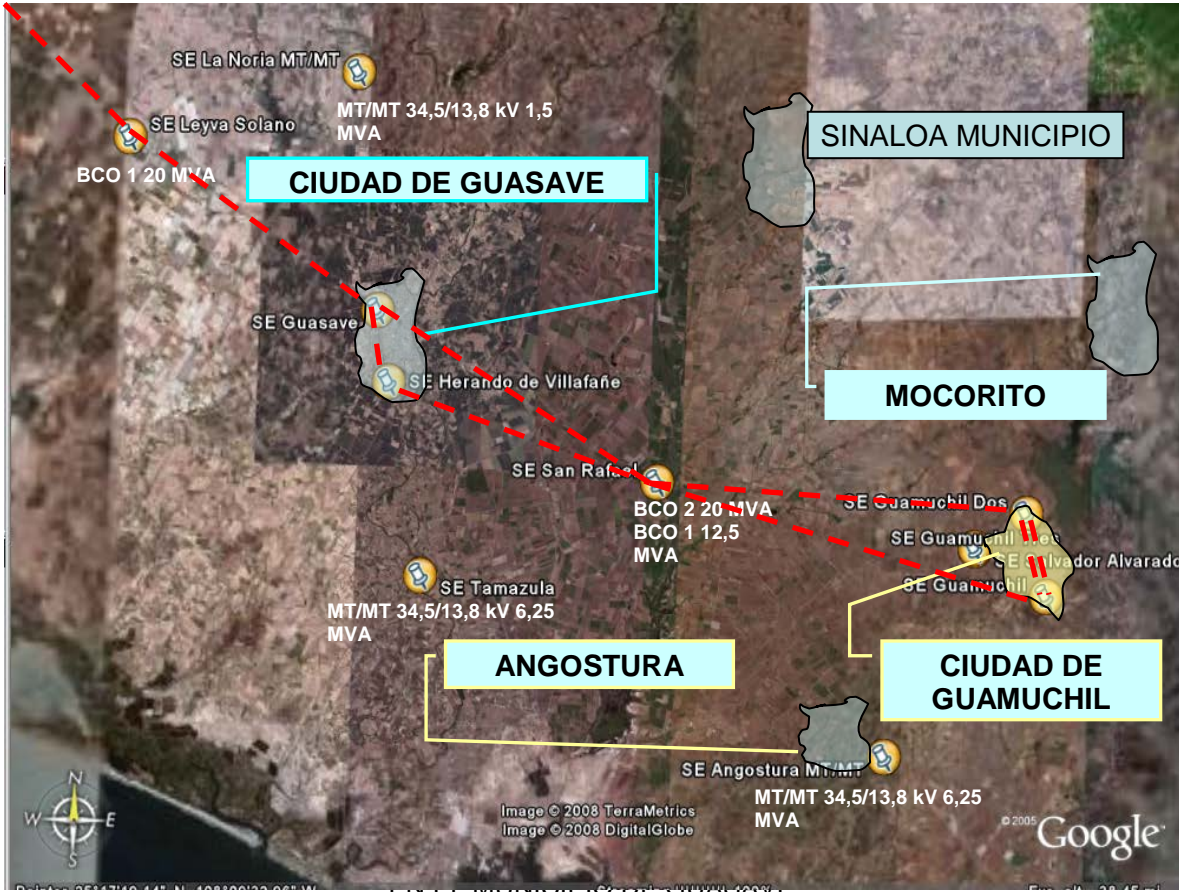 SE La Noria MT/MT
MT/MT 34,5/13,8 kV 1,5
MVA
SE Leyva Solano
BCO 1 20 MVA
CIUDAD DE GUASAVE
SINALOA MUNICIPIO
SE Guasave
SE Herando de Villafañe
MOCORITO
SE San Rafael
BCO 2 20 MVA
BCO 1 12,5
MVA
SE Guamuchil Dos
SE Guamuchil Tres
SE Salvador Alvarado
SE Guamuchil
SE Tamazula
MT/MT 34,5/13,8 kV 6,25
MVA
ANGOSTURA
CIUDAD DE
GUAMUCHIL
SE Angostura MT/MT
MT/MT 34,5/13,8 kV 6,25
MVA
N
W E
S
Image © 2008 TerraMetrics
Image © 2008 DigitalGlobe
© 2005 Google